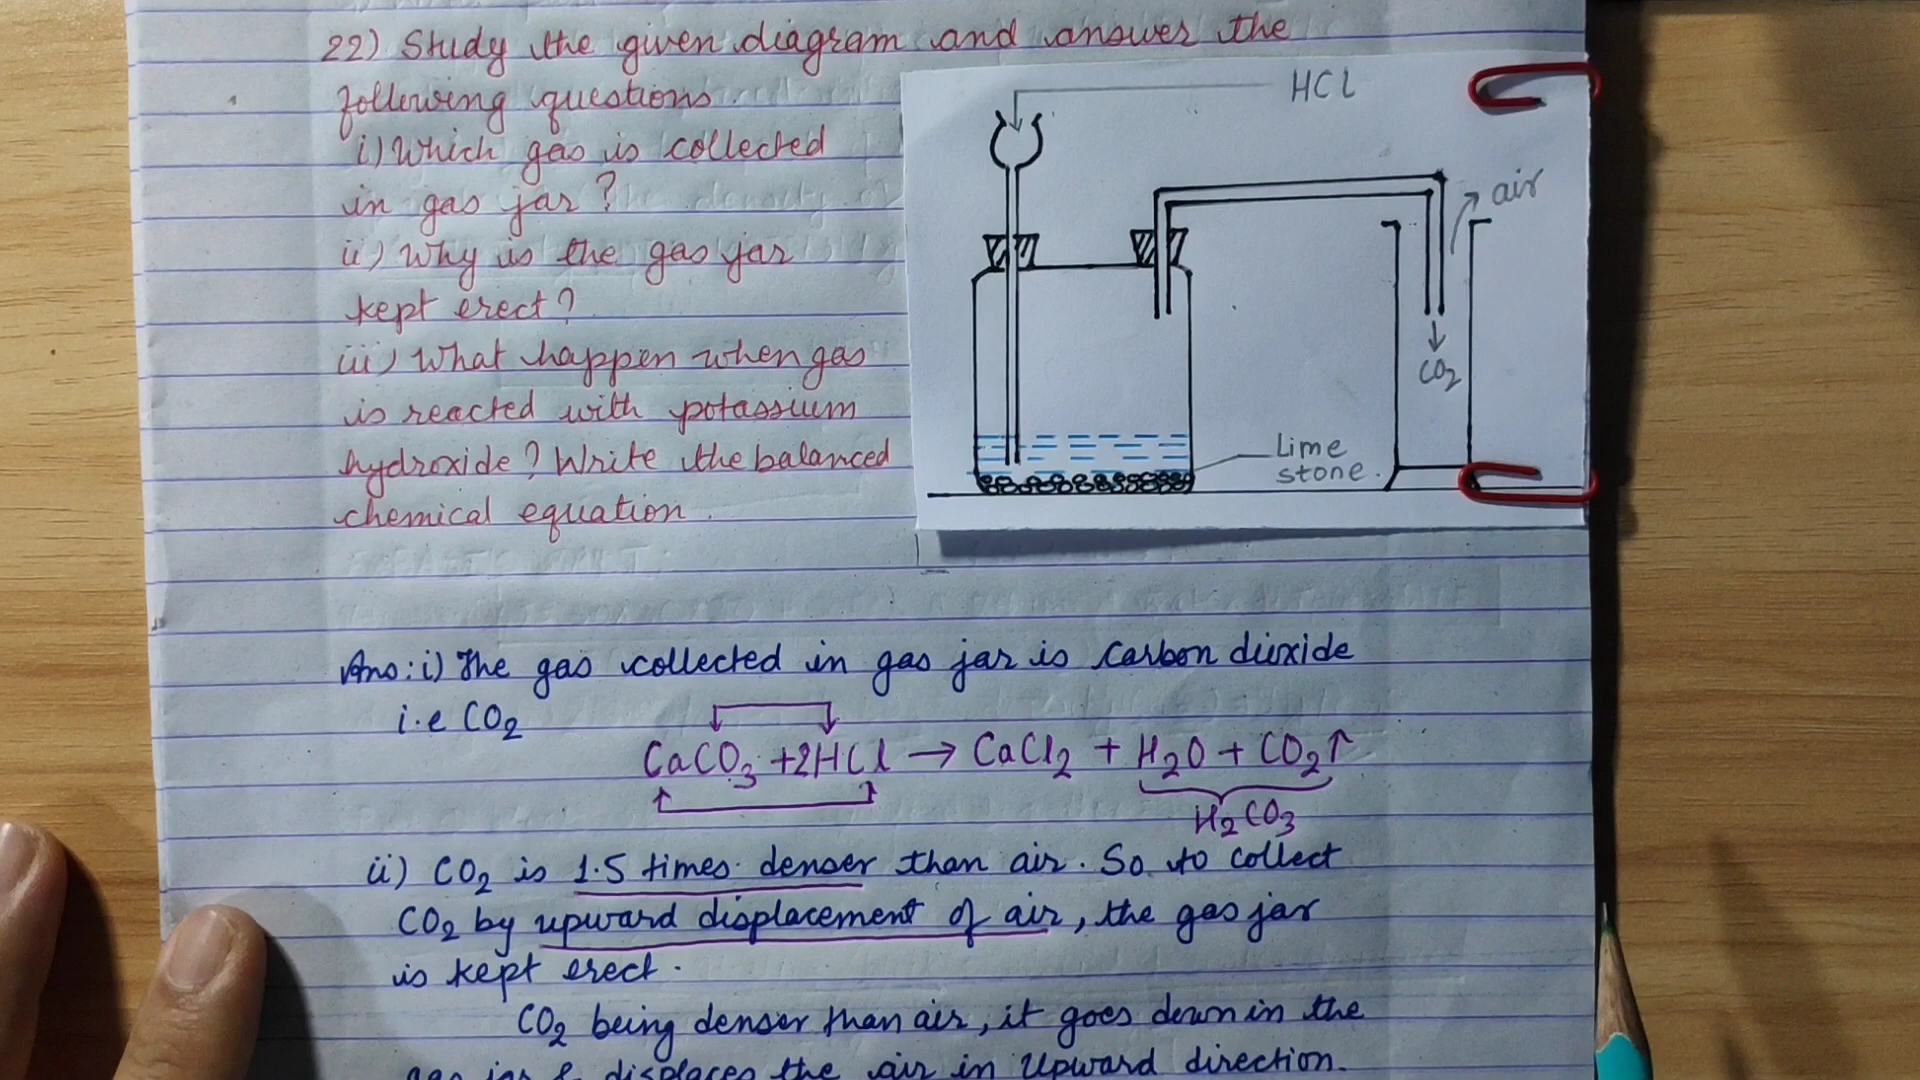 22) Study the given diagram and answer the
following questions.
i) Which gas is collected
in gas jar?
ii) Why is the gas jar
kept erect?
iii) What happen when gas
is reacted with potassium
hydroxide? Write the balanced
chemical equation.
HCl
air
CO2
Lime
stone.
Ans: i) The gas collected in gas jar is carbon dioxide
i.e CO2
CaCO3 + 2HCl → CaCl2 + H2O + CO2↑
H2CO3
ii) CO2 is 1.5 times denser than air. So to collect
CO2 by upward displacement of air, the gas jar
is kept erect.
CO2 being denser than air, it goes down in the
gas jar & displaces the air in Upward direction.